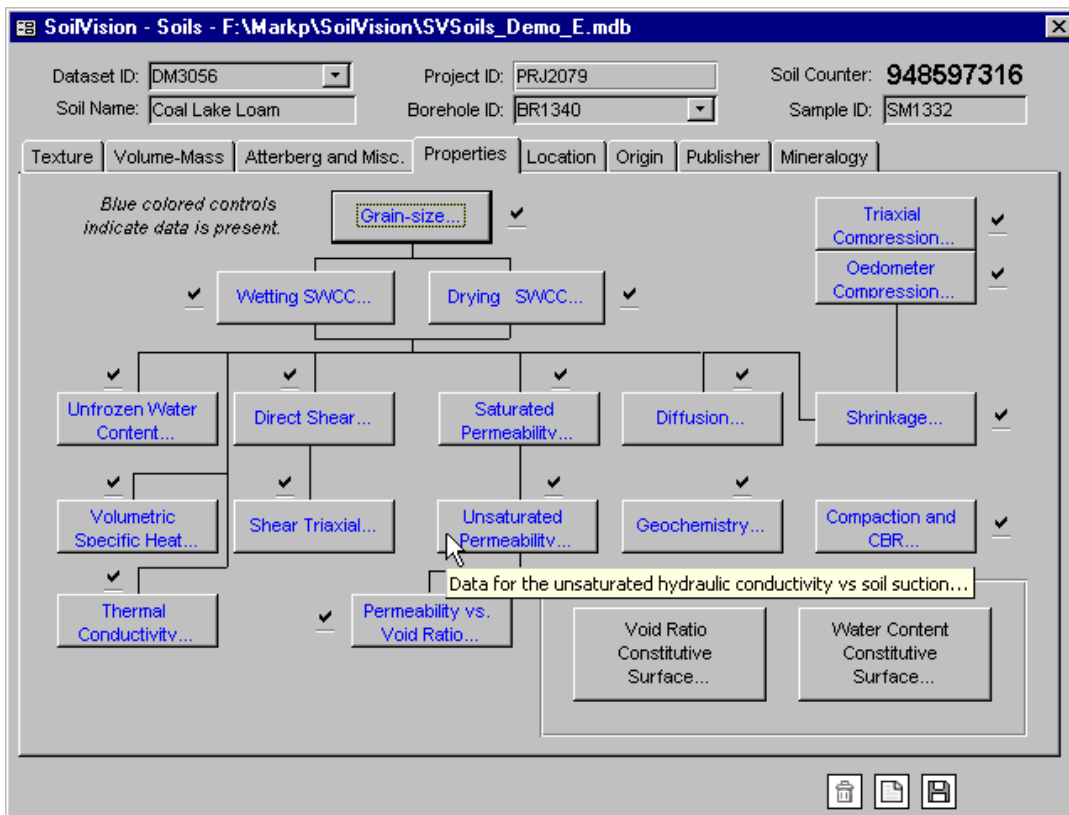 SoilVision - Soils - F:\Markp\SoilVision\SVSoils_Demo_E.mdb
Dataset ID: DM3056 Project ID: PRJ2079 Soil Counter: 948597316
Soil Name: Coal Lake Loam Borehole ID: BR1340 Sample ID: SM1332
Texture Volume-Mass Atterberg and Misc. Properties Location Origin Publisher Mineralogy
Blue colored controls
indicate data is present.
Grain-size...
Triaxial
Compression...
Wetting SWCC...
Drying SWCC...
Oedometer
Compression...
Unfrozen Water
Content...
Direct Shear...
Saturated
Permeability...
Diffusion...
Shrinkage...
Volumetric
Specific Heat...
Shear Triaxial...
Unsaturated
Permeability...
Geochemistry...
Compaction and
CBR...
Data for the unsaturated hydraulic conductivity vs soil suction...
Thermal
Conductivity...
Permeability vs.
Void Ratio...
Void Ratio
Constitutive
Surface...
Water Content
Constitutive
Surface...